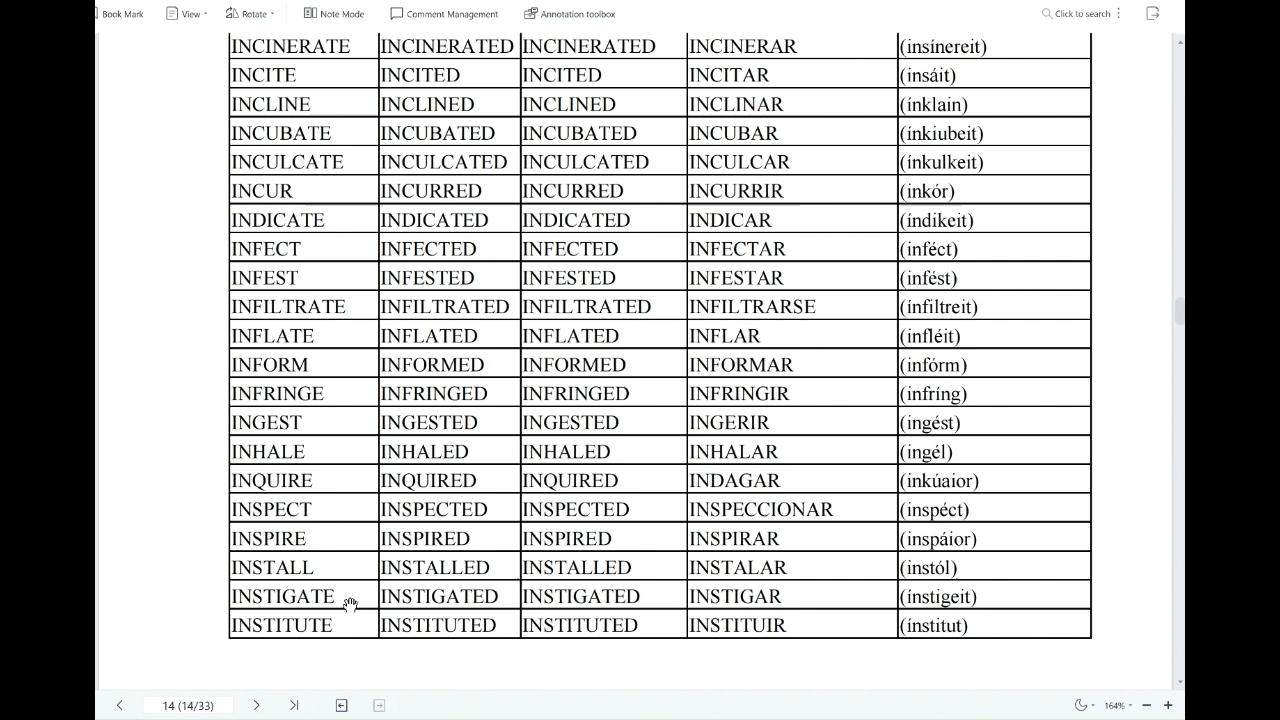 Book Mark View Rotate Note Mode Comment Management Annotation toolbox Click to search
INCINERATE INCINERATED INCINERATED INCINERAR (insínereit)
INCITE INCITED INCITED INCITAR (insáit)
INCLINE INCLINED INCLINED INCLINAR (ínklain)
INCUBATE INCUBATED INCUBATED INCUBAR (ínkiubeit)
INCULCATE INCULCATED INCULCATED INCULCAR (ínkulkeit)
INCUR INCURRED INCURRED INCURRIR (inkór)
INDICATE INDICATED INDICATED INDICAR (índikeit)
INFECT INFECTED INFECTED INFECTAR (inféct)
INFEST INFESTED INFESTED INFESTAR (infést)
INFILTRATE INFILTRATED INFILTRATED INFILTRARSE (ínfiltreit)
INFLATE INFLATED INFLATED INFLAR (infléit)
INFORM INFORMED INFORMED INFORMAR (infórm)
INFRINGE INFRINGED INFRINGED INFRINGIR (infríng)
INGEST INGESTED INGESTED INGERIR (ingést)
INHALE INHALED INHALED INHALAR (ingél)
INQUIRE INQUIRED INQUIRED INDAGAR (inkúaior)
INSPECT INSPECTED INSPECTED INSPECCIONAR (inspéct)
INSPIRE INSPIRED INSPIRED INSPIRAR (inspáior)
INSTALL INSTALLED INSTALLED INSTALAR (instól)
INSTIGATE INSTIGATED INSTIGATED INSTIGAR (ínstigeit)
INSTITUTE INSTITUTED INSTITUTED INSTITUIR (ínstitut)
14 (14/33) 164%